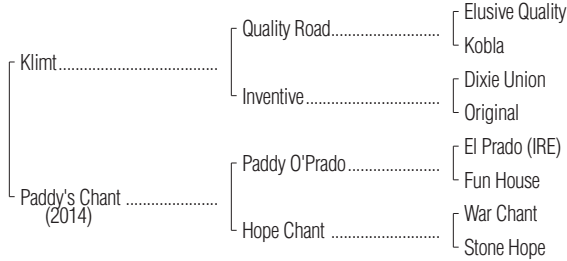 Elusive Quality
Quality Road
Kobla
Klimt
Dixie Union
Inventive
Original
El Prado (IRE)
Paddy O'Prado
Fun House
Paddy's Chant
(2014)
War Chant
Hope Chant
Stone Hope